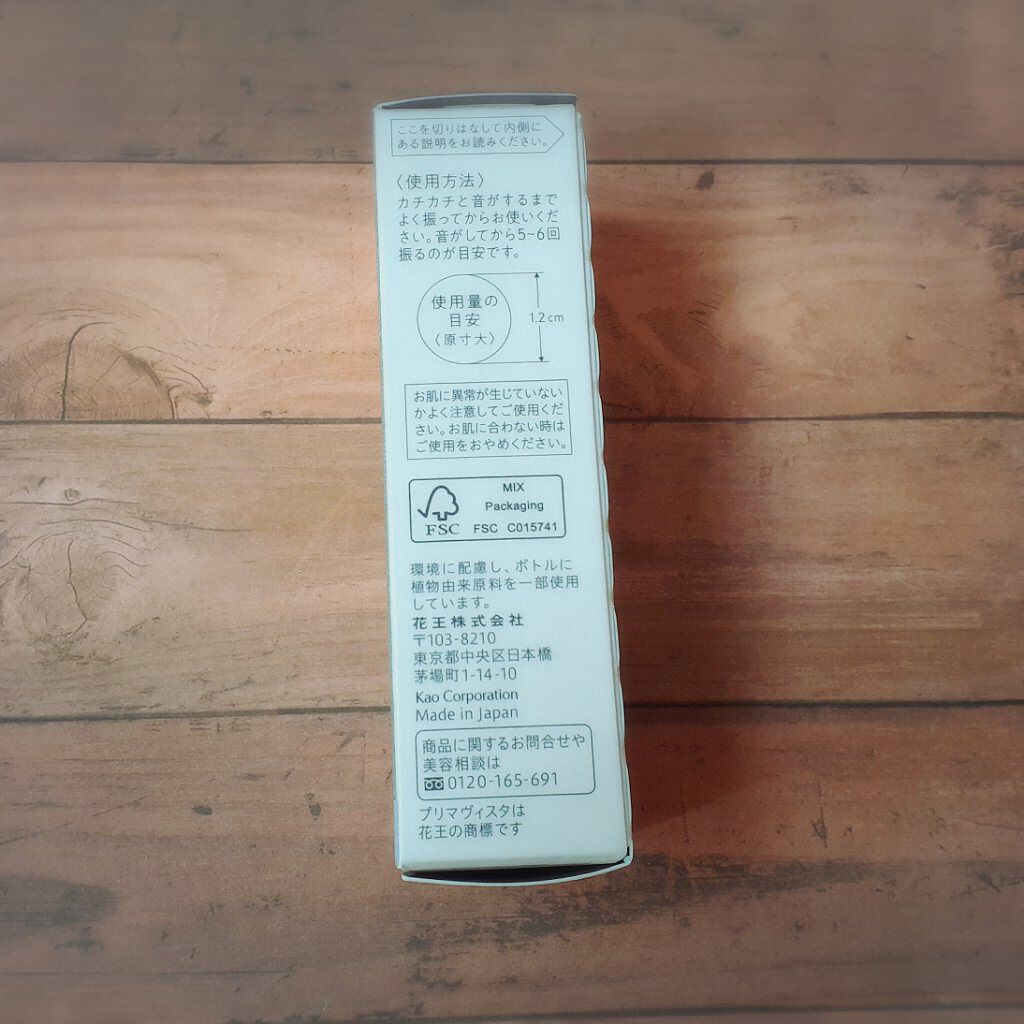 ここを切りはなして内側に
ある説明をお読みください。
〈使用方法〉
カチカチと音がするまで
よく振ってからお使いくだ
さい。音がしてから5~6回
振るのが目安です。
使用量の
目安
〈原寸大〉
1.2cm
お肌に異常が生じていない
かよく注意してご使用くだ
さい。お肌に合わない時は
ご使用をおやめください。
MIX
Packaging
FSC FSC C015741
環境に配慮し、ボトルに
植物由来原料を一部使用
しています。
花王株式会社
〒103-8210
東京都中央区日本橋
茅場町1-14-10
Kao Corporation
Made in Japan
商品に関するお問合せや
美容相談は
0120-165-691
プリマヴィスタは
花王の商標です